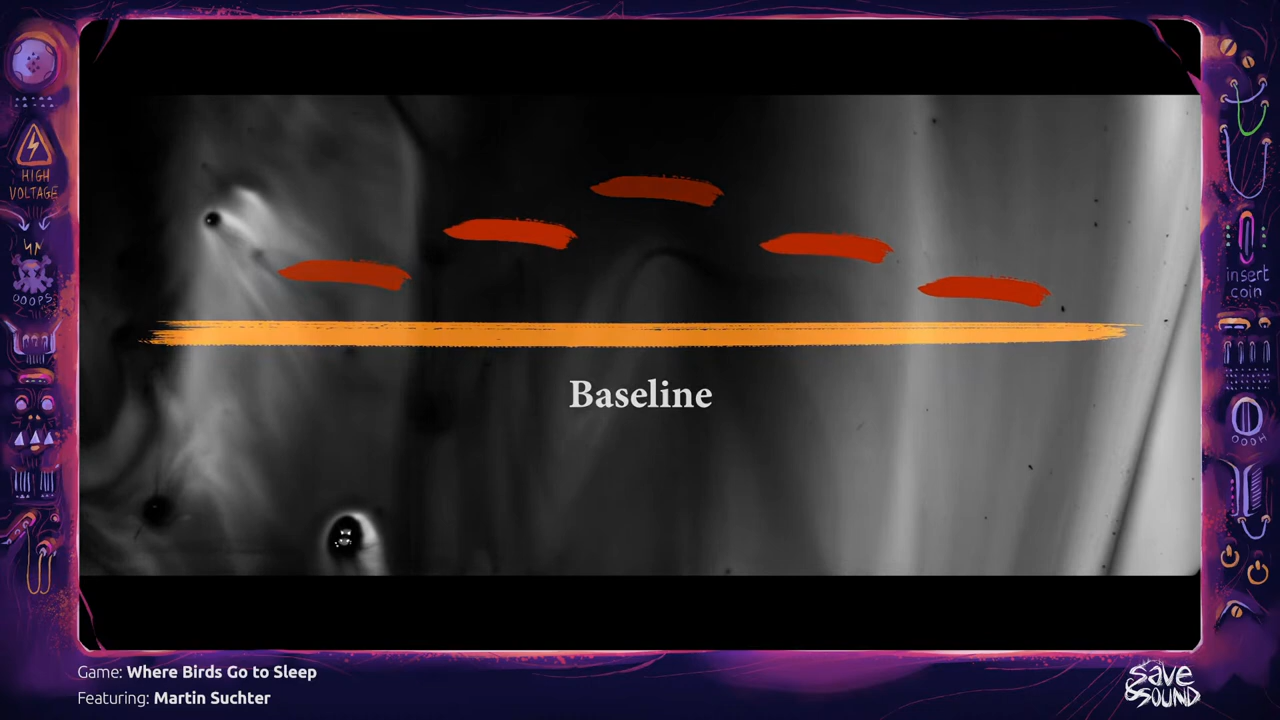 HIGH
VOLTAGE
OOOPS
insert
coin
OOOH
Baseline
Game: Where Birds Go to Sleep
Featuring: Martin Suchter
Save
& SOUND